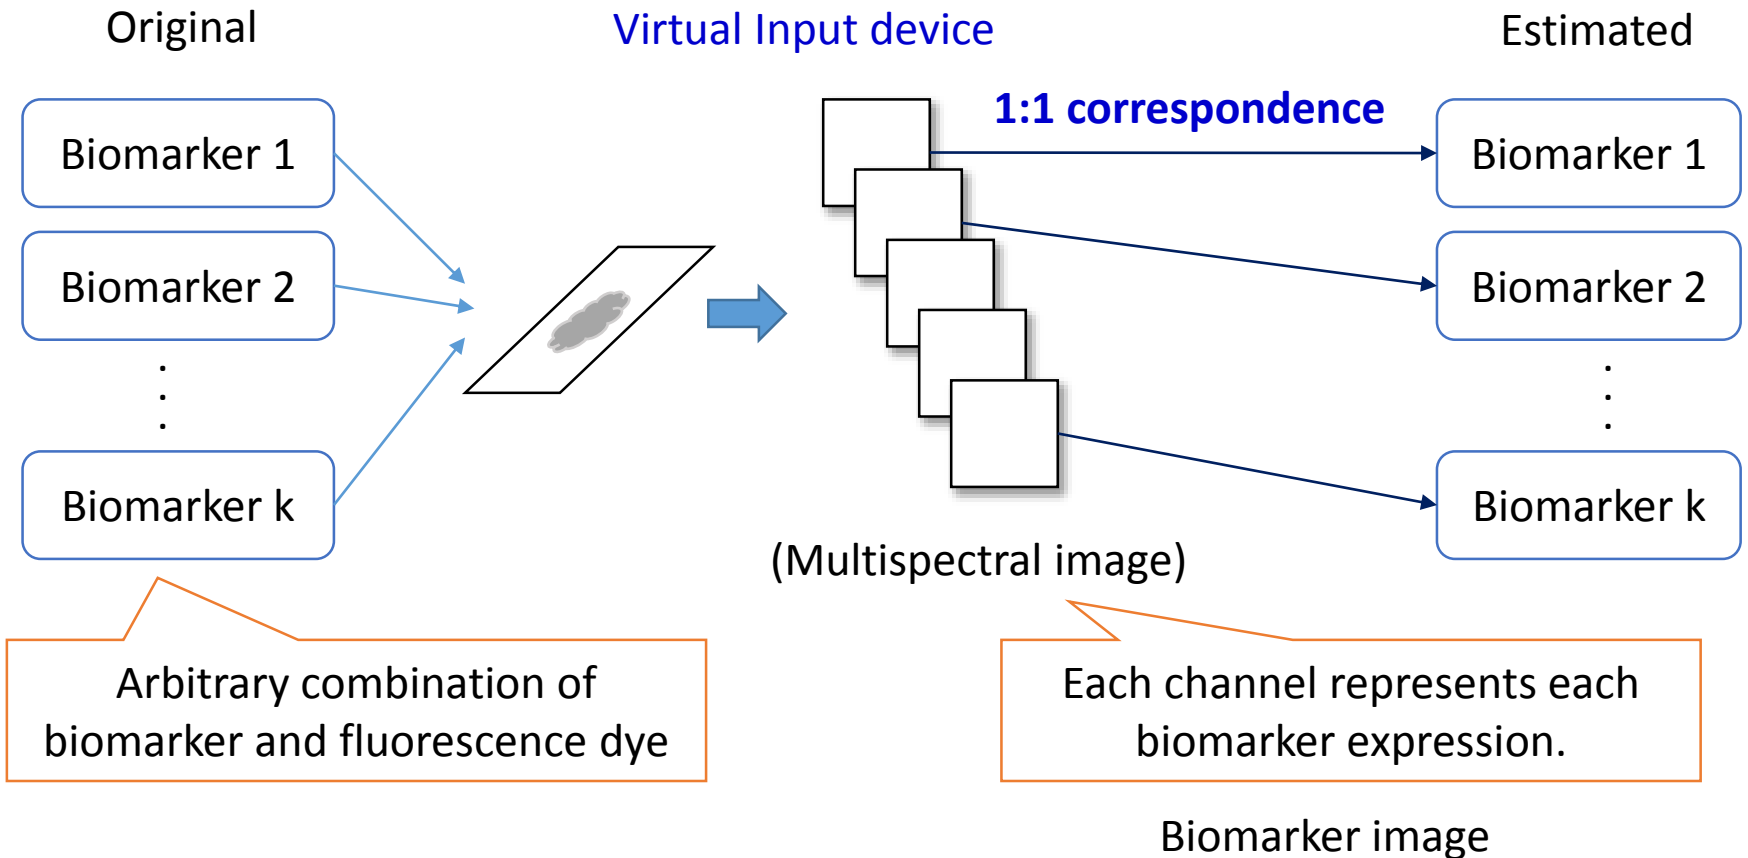 Original
Virtual Input device
Estimated
1:1 correspondence
Biomarker 1
Biomarker 1
Biomarker 2
Biomarker 2
.
.
.
.
.
.
Biomarker k
Biomarker k
(Multispectral image)
Arbitrary combination of
biomarker and fluorescence dye
Each channel represents each
biomarker expression.
Biomarker image